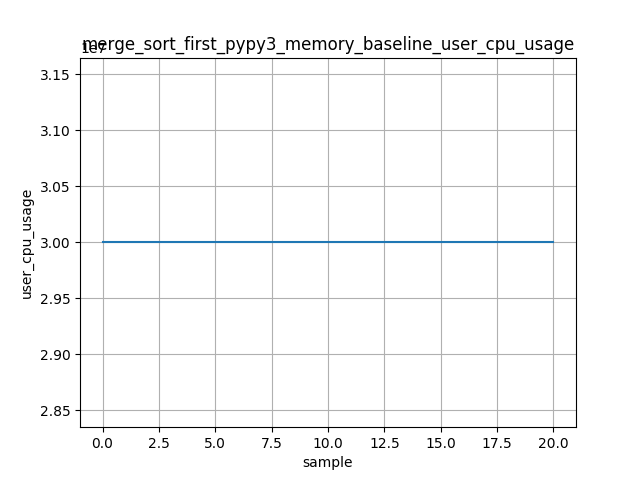 merge_sort_first_pypy3_memory_baseline_user_cpu_usage
1e7
3.15
3.10
3.05
3.00
2.95
2.90
2.85
user_cpu_usage
0.0 2.5 5.0 7.5 10.0 12.5 15.0 17.5 20.0
sample